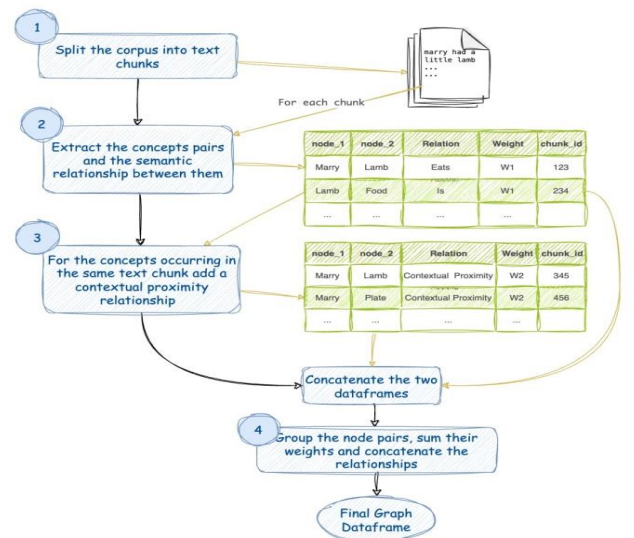 1
Split the corpus into text
chunks
marry had a
little lamb
...
...
For each chunk
2
Extract the concepts pairs
and the semantic
relationship between them
node_1 node_2 Relation Weight chunk_id
Marry Lamb Eats W1 123
Lamb Food Is W1 234
... ... ... ...
3
For the concepts occurring in
the same text chunk add a
contextual proximity
relationship
node_1 node_2 Relation Weight chunk_id
Marry Lamb Contextual Proximity W2 345
Marry Plate Contextual Proximity W2 456
... ... ... ...
Concatenate the two
dataframes
4
Group the node pairs, sum their
weights and concatenate the
relationships
Final Graph
Dataframe